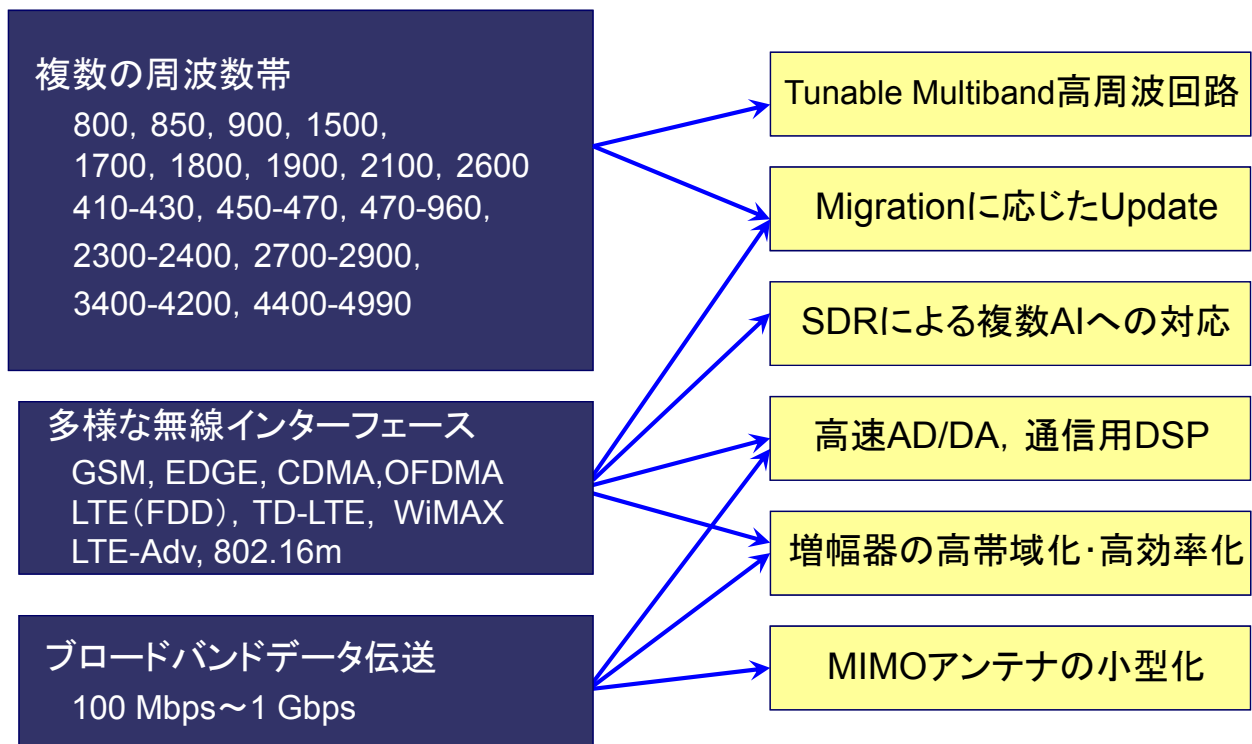 複数の周波数帯
800，850，900，1500，
1700，1800，1900，2100，2600
410-430，450-470，470-960，
2300-2400，2700-2900，
3400-4200，4400-4990
多様な無線インターフェース
GSM, EDGE, CDMA,OFDMA
LTE（FDD），TD-LTE， WiMAX
LTE-Adv, 802.16m
ブロードバンドデータ伝送
100 Mbps～1 Gbps
Tunable Multiband高周波回路
Migrationに応じたUpdate
SDRによる複数AIへの対応
高速AD/DA，通信用DSP
増幅器の高帯域化・高効率化
MIMOアンテナの小型化